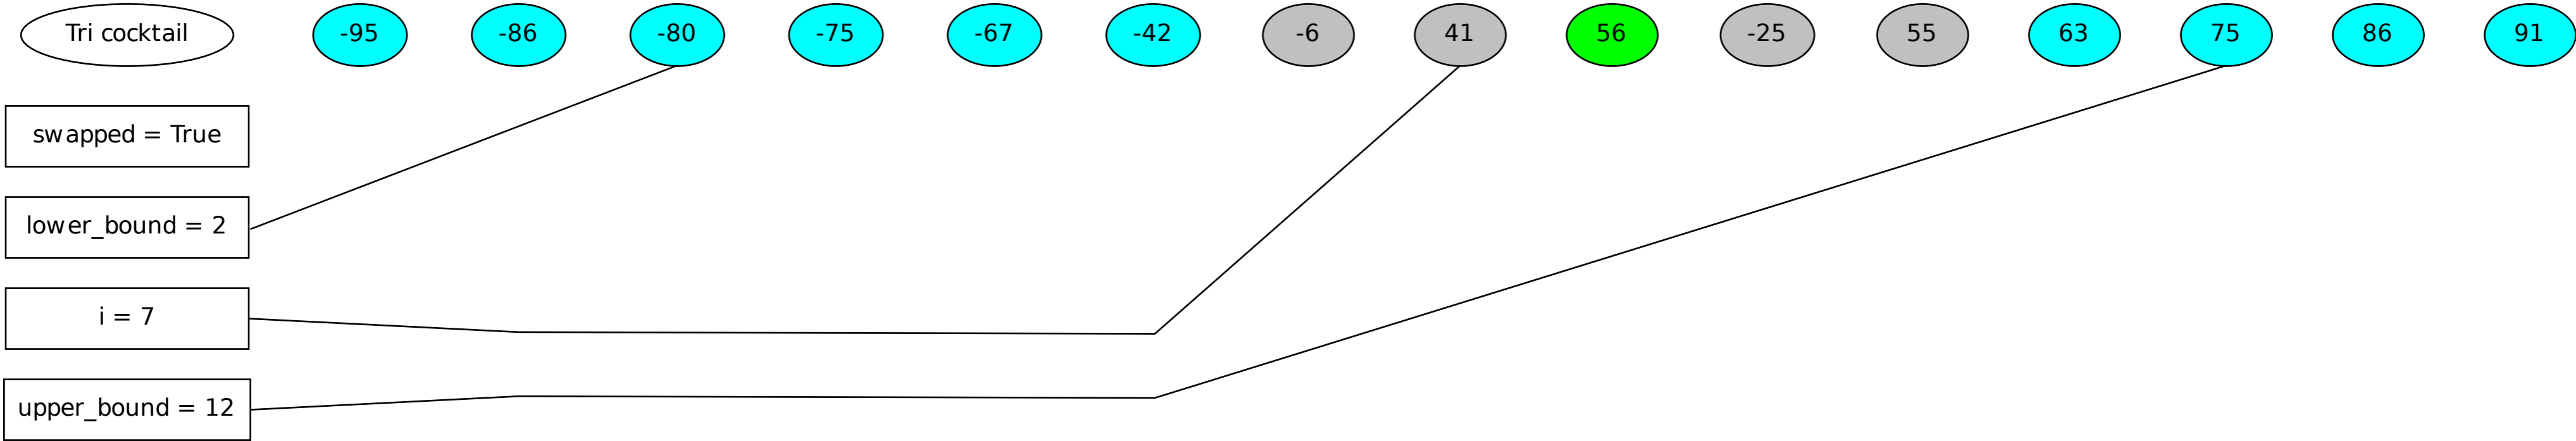 Tri cocktail -95 -86 -80 -75 -67 -42 -6 41 56 -25 55 63 75 86 91
swapped = True
lower_bound = 2
i = 7
upper_bound = 12